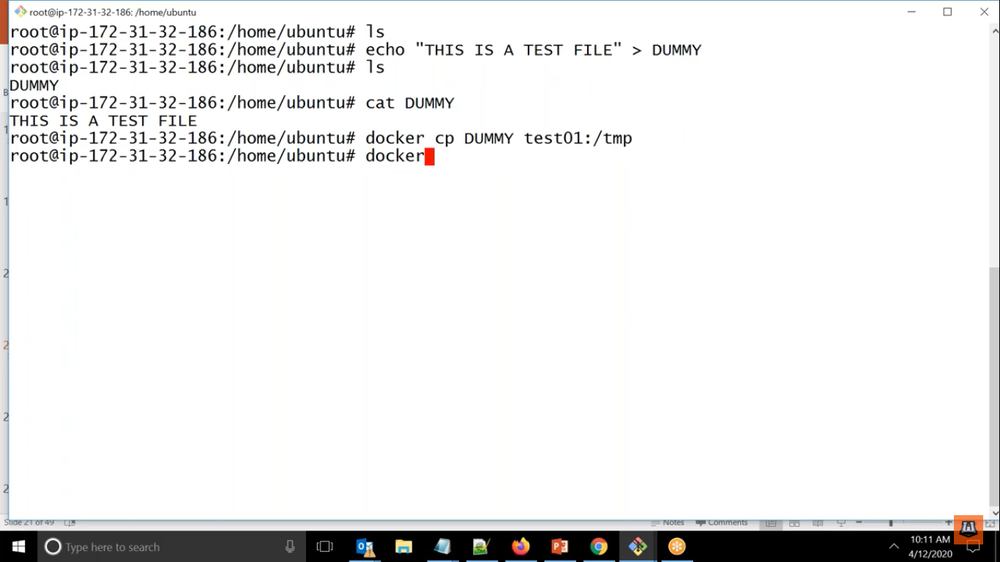 root@ip-172-31-32-186: /home/ubuntu
root@ip-172-31-32-186:/home/ubuntu# ls
root@ip-172-31-32-186:/home/ubuntu# echo "THIS IS A TEST FILE" > DUMMY
root@ip-172-31-32-186:/home/ubuntu# ls
DUMMY
root@ip-172-31-32-186:/home/ubuntu# cat DUMMY
THIS IS A TEST FILE
root@ip-172-31-32-186:/home/ubuntu# docker cp DUMMY test01:/tmp
root@ip-172-31-32-186:/home/ubuntu# docker
Slide 21 of 49
Notes
Comments
Type here to search
10:11 AM
4/12/2020